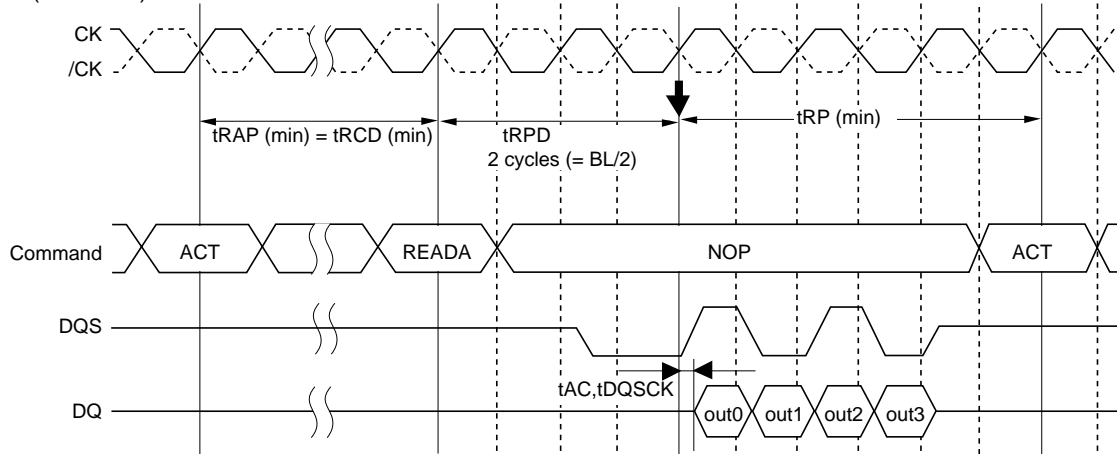 CK
/CK
tRAP (min) = tRCD (min)
tRPD
2 cycles (= BL/2)
tRP (min)
Command
ACT
READA
NOP
ACT
DQS
tAC,tDQSCK
DQ
out0
out1
out2
out3